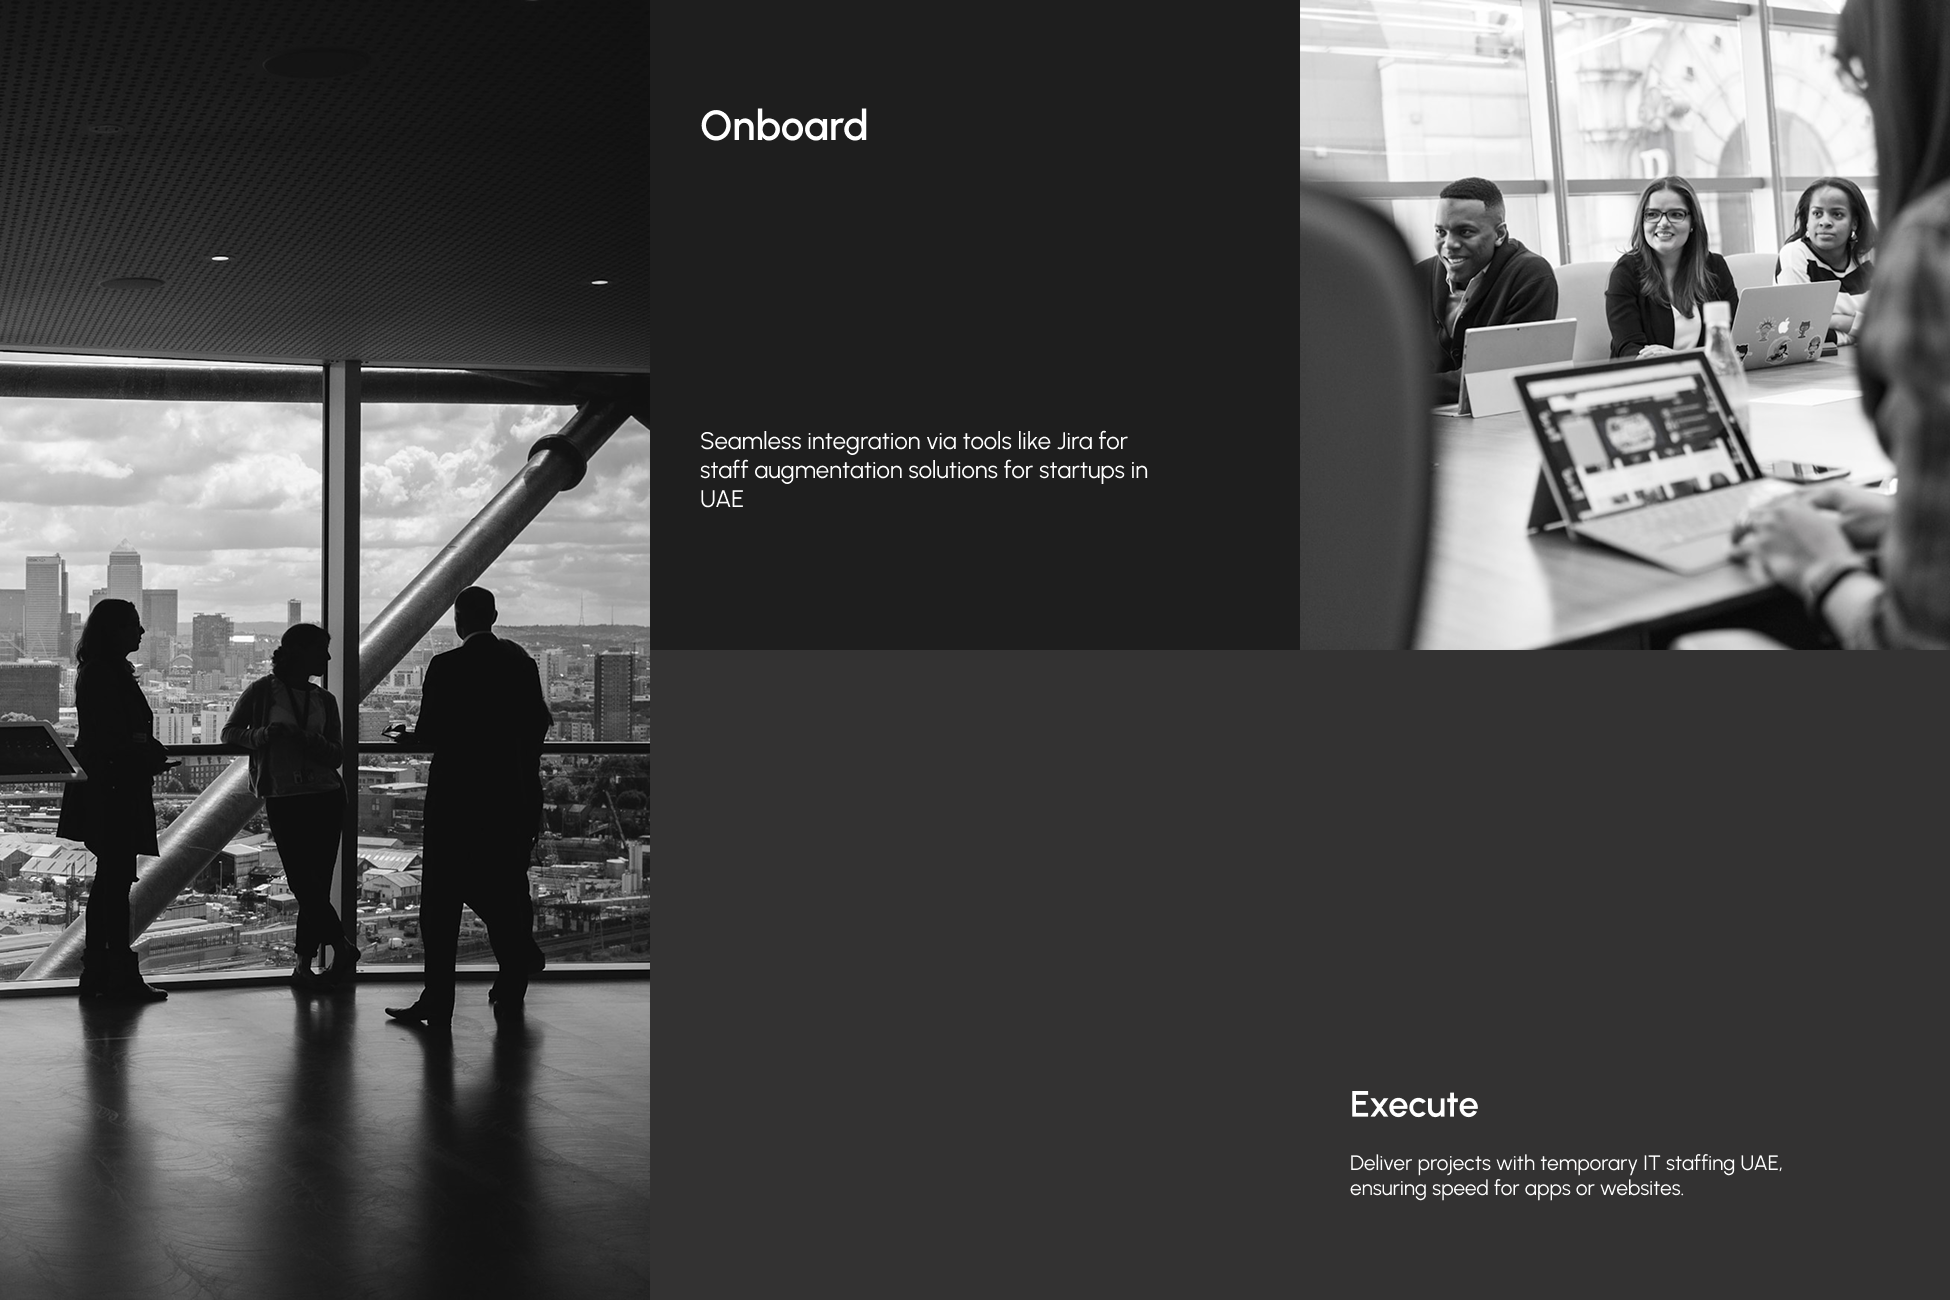 Onboard
Seamless integration via tools like Jira for
staff augmentation solutions for startups in
UAE
Execute
Deliver projects with temporary IT staffing UAE,
ensuring speed for apps or websites.